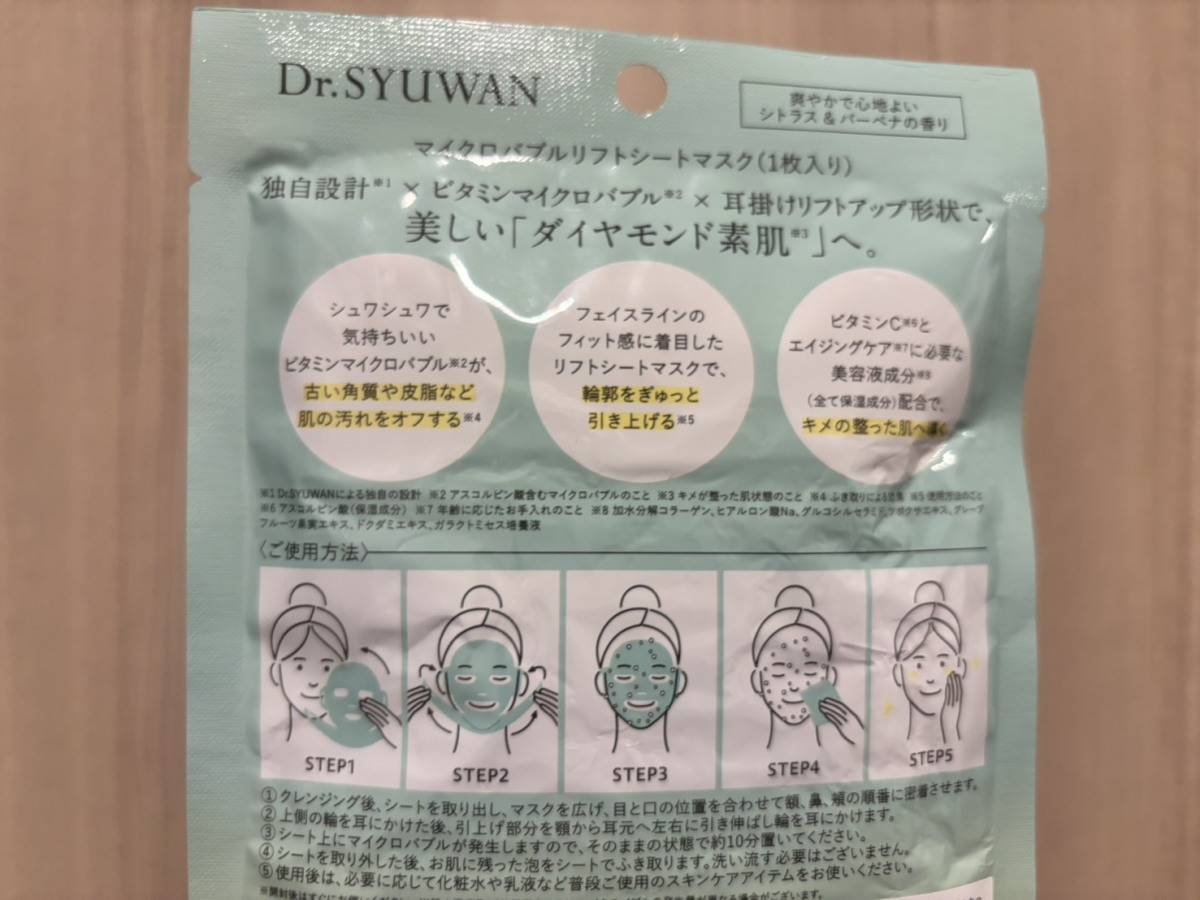 Dr.SYUWAN
爽やかで心地よい
シトラス & バーベナの香り
マイクロバブルリフトシートマスク(1枚入り)
独自設計※1 × ビタミンマイクロバブル※2 × 耳掛けリフトアップ形状で、
美しい「ダイヤモンド素肌※3」へ。
シュワシュワで
気持ちいい
ビタミンマイクロバブル※2が、
古い角質や皮脂など
肌の汚れをオフする※4
フェイスラインの
フィット感に着目した
リフトシートマスクで、
輪郭をぎゅっと
引き上げる※5
ビタミンC※6と
エイジングケア※7に必要な
美容液成分※8
(全て保湿成分)配合で、
キメの整った肌へ導く
※1 Dr.SYUWANによる独自の設計 ※2 アスコルビン酸含むマイクロバブルのこと ※3 キメが整った肌状態のこと ※4 ふき取りによる効果 ※5 使用方法のこと
※6 アスコルビン酸(保湿成分) ※7 年齢に応じたお手入れのこと ※8 加水分解コラーゲン、ヒアルロン酸Na、グルコシルセラミド、ツボクサエキス、グレープ
フルーツ果実エキス、ドクダミエキス、ガラクトミセス培養液
〈ご使用方法〉
STEP1
STEP2
STEP3
STEP4
STEP5
①クレンジング後、シートを取り出し、マスクを広げ、目と口の位置を合わせて額、鼻、頬の順番に密着させます。
②上側の輪を耳にかけた後、引上げ部分を顎から耳元へ左右に引き伸ばし輪を耳にかけます。
③シート上にマイクロバブルが発生しますので、そのままの状態で約10分置いてください。
④シートを取り外した後、お肌に残った泡をシートでふき取ります。洗い流す必要はございません。
⑤使用後は、必要に応じて化粧水や乳液など普段ご使用のスキンケアアイテムをお使いください。